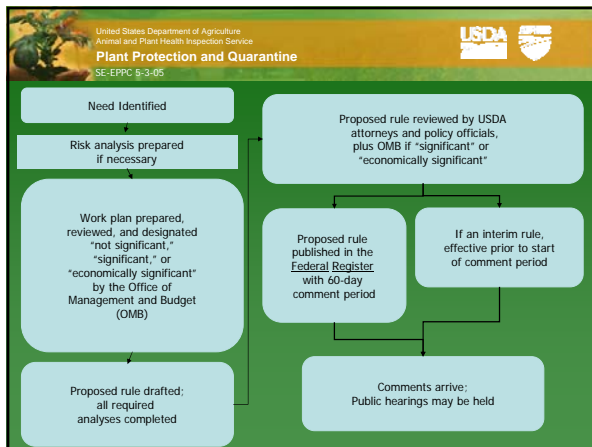 United States Department of Agriculture
Animal and Plant Health Inspection Service
Plant Protection and Quarantine
SE-EPPC 5-3-05
USDA
Need Identified
Risk analysis prepared
if necessary
Work plan prepared,
reviewed, and designated
“not significant,”
“significant,” or
“economically significant”
by the Office of
Management and Budget
(OMB)
Proposed rule drafted;
all required
analyses completed
Proposed rule reviewed by USDA
attorneys and policy officials,
plus OMB if “significant” or
“economically significant”
Proposed rule
published in the
Federal Register
with 60-day
comment period
If an interim rule,
effective prior to start
of comment period
Comments arrive;
Public hearings may be held